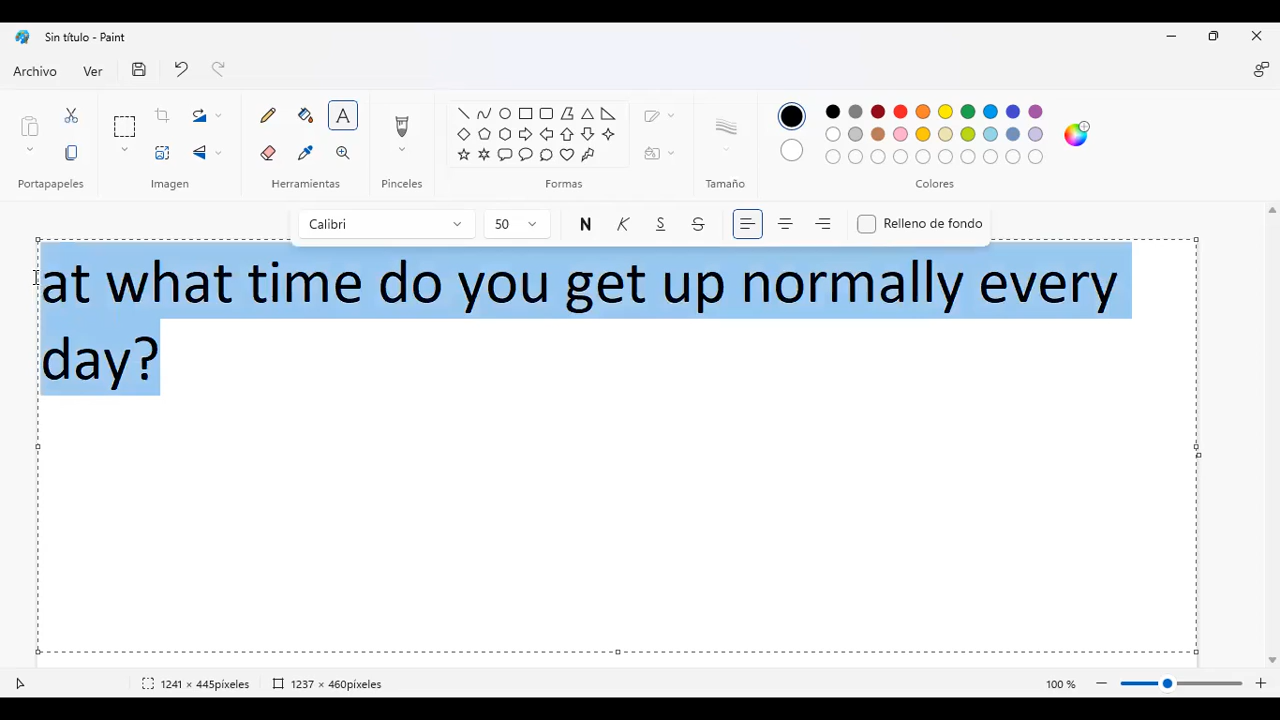 Sin título - Paint
Archivo Ver
Portapapeles Imagen Herramientas Pinceles Formas Tamaño Colores
Calibri 50 N K S S Relleno de fondo
at what time do you get up normally every
day?
1241 × 445píxeles 1237 × 460píxeles 100 %